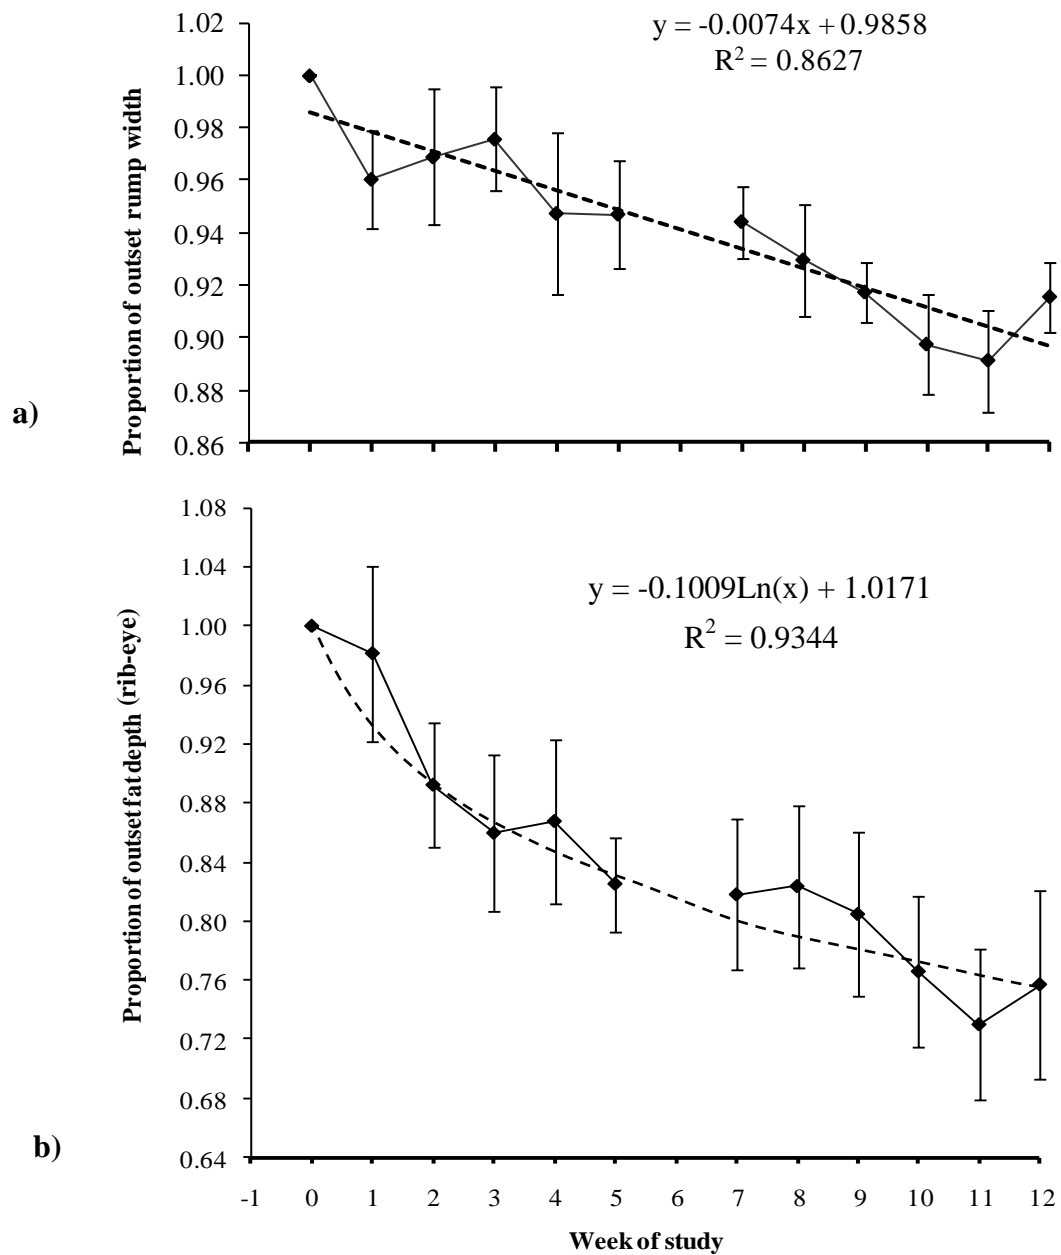 y = -0.0074x + 0.9858
R² = 0.8627
Proportion of outset rump width
1.02
1.00
0.98
0.96
0.94
0.92
0.90
0.88
0.86
a)
y = -0.1009Ln(x) + 1.0171
R² = 0.9344
Proportion of outset fat depth (rib-eye)
1.08
1.04
1.00
0.96
0.92
0.88
0.84
0.80
0.76
0.72
0.68
0.64
b)
-1 0 1 2 3 4 5 7 8 9 10 11 12
Week of study